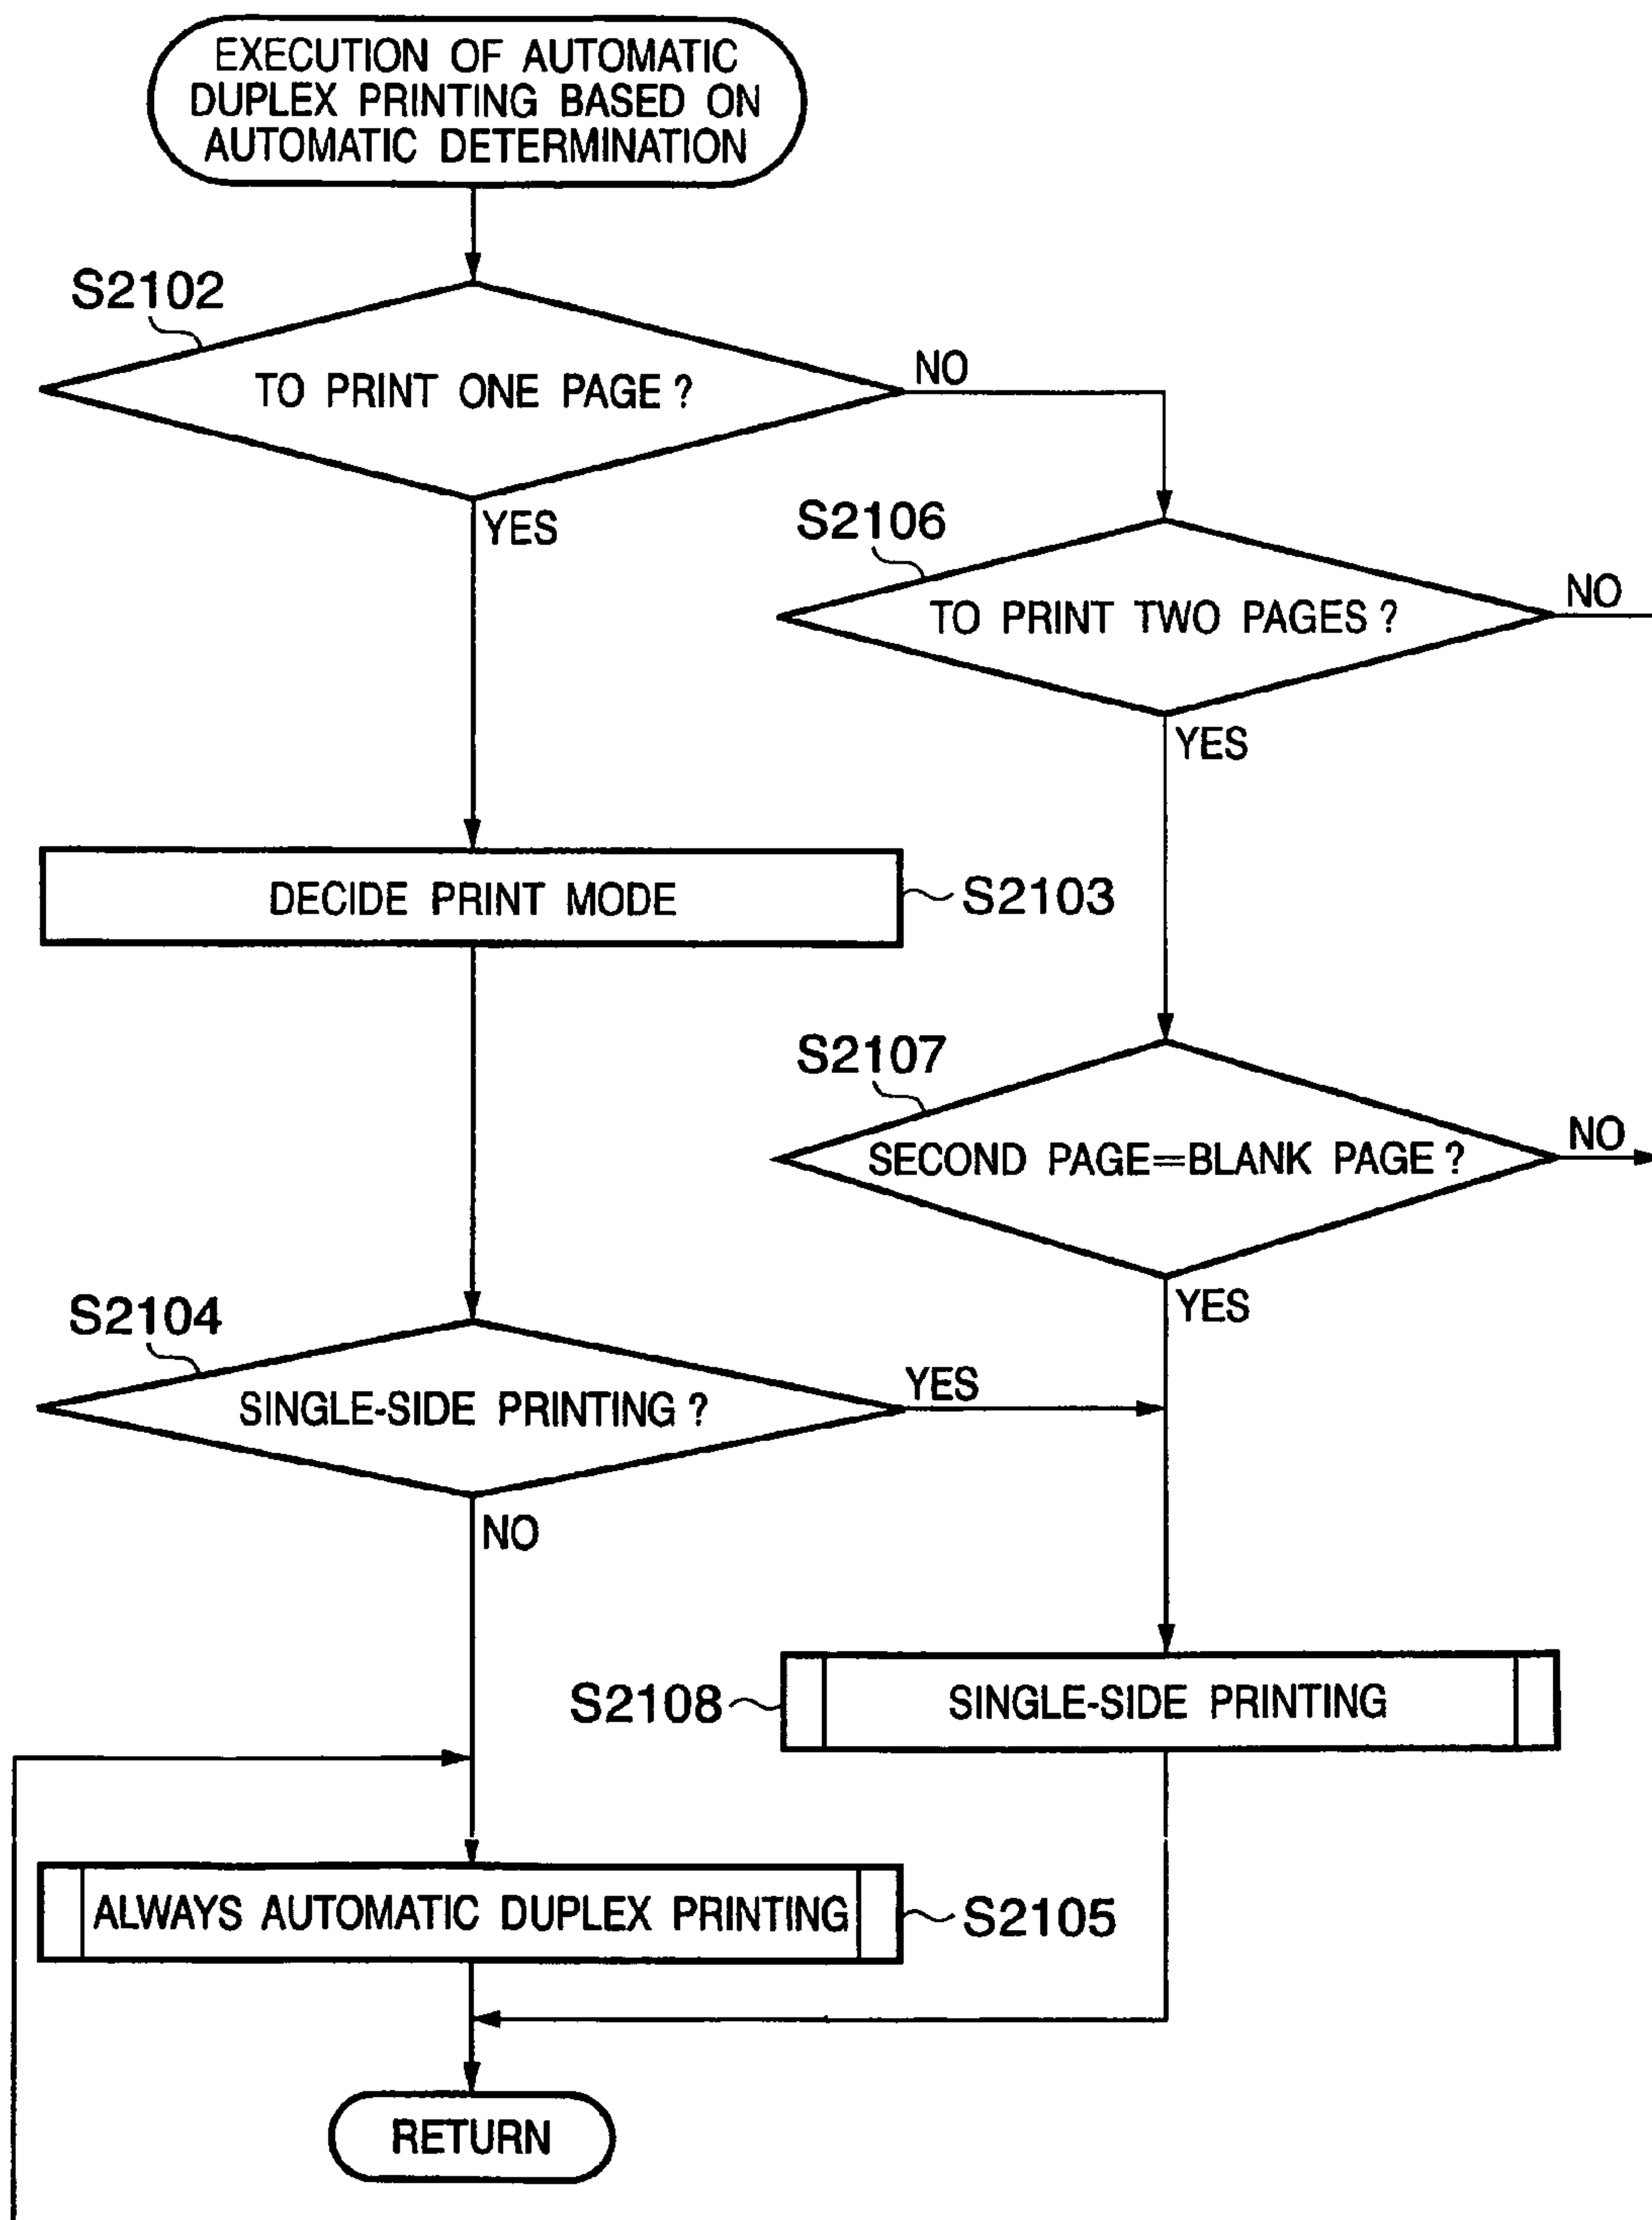 EXECUTION OF AUTOMATIC
DUPLEX PRINTING BASED ON
AUTOMATIC DETERMINATION
S2102
TO PRINT ONE PAGE ?
NO
YES
S2106
TO PRINT TWO PAGES ?
NO
YES
DECIDE PRINT MODE
S2103
S2107
SECOND PAGE=BLANK PAGE ?
NO
YES
S2104
SINGLE-SIDE PRINTING ?
YES
NO
S2108
SINGLE-SIDE PRINTING
ALWAYS AUTOMATIC DUPLEX PRINTING
S2105
RETURN